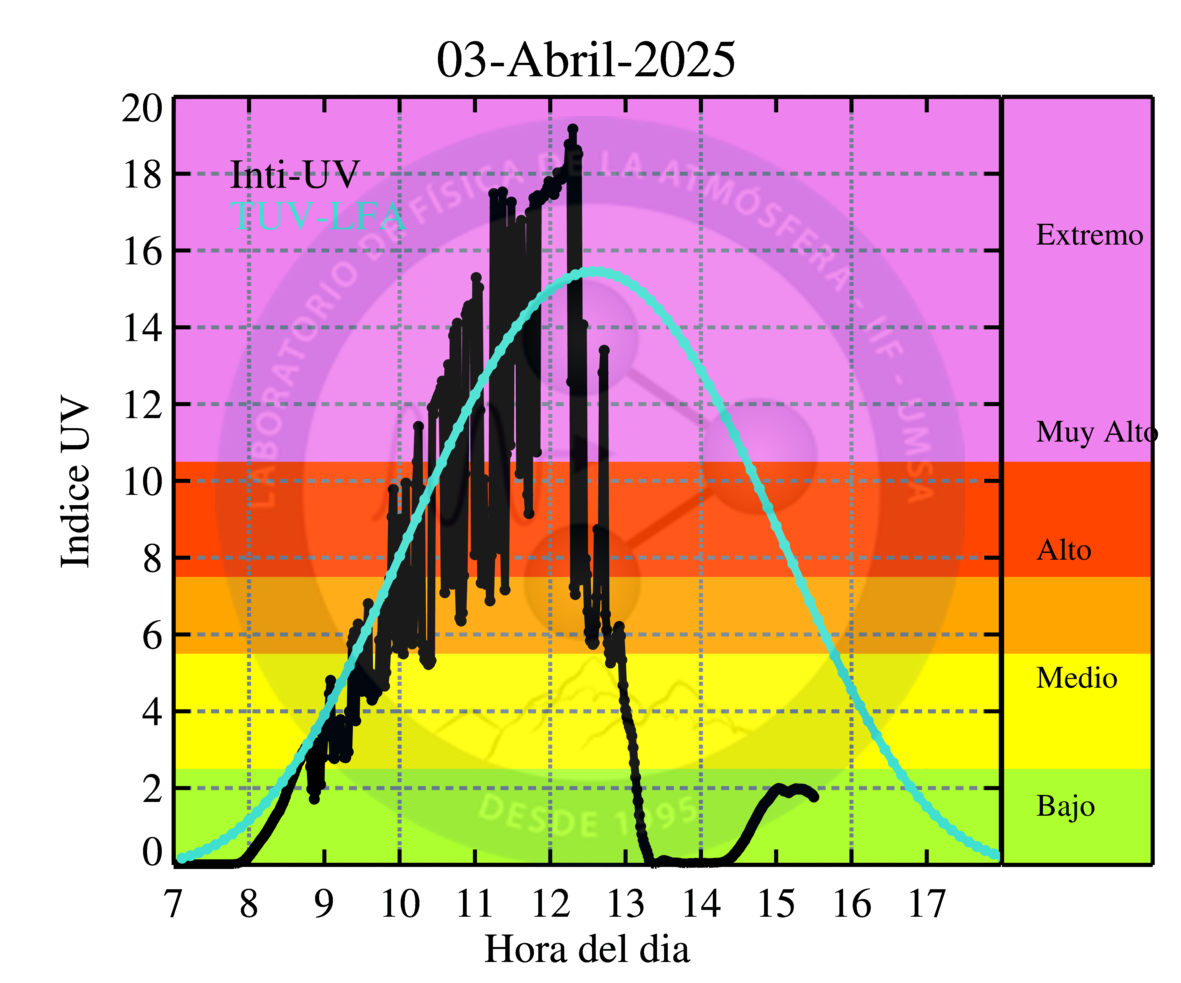 03-Abril-2025
20
18
16
14
12
10
8
6
4
2
0
Indice UV
Inti-UV
TUV-LFA
LABORATORIO DE FÍSICA DE LA ATMÓSFERA - IIF - UMSA
DESDE 1995
Extremo
Muy Alto
Alto
Medio
Bajo
7 8 9 10 11 12 13 14 15 16 17
Hora del dia